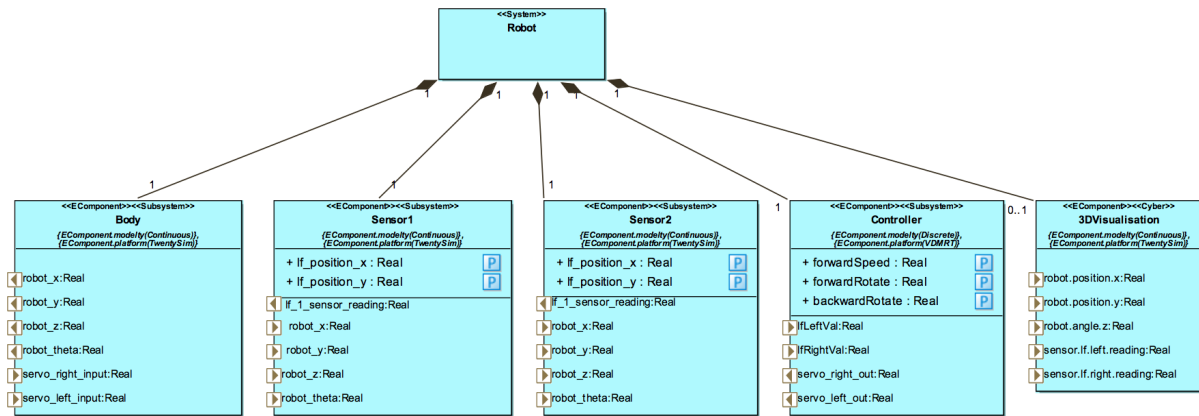 <<System>>
Robot
1
1
1
1
1
1
1
1
1
0..1
<<EComponent>><<Subsystem>>
Body
{EComponent.modelty(Continuous)},
{EComponent.platform(TwentySim)}
robot_x:Real
robot_y:Real
robot_z:Real
robot_theta:Real
servo_right_input:Real
servo_left_input:Real
<<EComponent>><<Subsystem>>
Sensor1
{EComponent.modelty(Continuous)},
{EComponent.platform(TwentySim)}
+ lf_position_x : Real P
+ lf_position_y : Real P
lf_1_sensor_reading:Real
robot_x:Real
robot_y:Real
robot_z:Real
robot_theta:Real
<<EComponent>><<Subsystem>>
Sensor2
{EComponent.modelty(Continuous)},
{EComponent.platform(TwentySim)}
+ lf_position_x : Real P
+ lf_position_y : Real P
lf_1_sensor_reading:Real
robot_x:Real
robot_y:Real
robot_z:Real
robot_theta:Real
<<EComponent>><<Subsystem>>
Controller
{EComponent.modelty(Discrete)},
{EComponent.platform(VDMRT)}
+ forwardSpeed : Real P
+ forwardRotate : Real P
+ backwardRotate : Real P
lfLeftVal:Real
lfRightVal:Real
servo_right_out:Real
servo_left_out:Real
<<EComponent>><<Cyber>>
3DVisualisation
{EComponent.modelty(Continuous)},
{EComponent.platform(TwentySim)}
robot.position.x:Real
robot.position.y:Real
robot.angle.z:Real
sensor.lf.left.reading:Real
sensor.lf.right.reading:Real